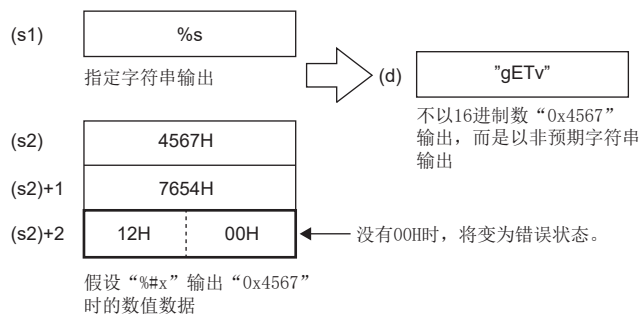 (s1)
%s
指定字符串输出
(d)
”gETv”
不以16进制数“0x4567”
输出，而是以非预期字符串
输出
(s2)
4567H
(s2)+1
7654H
(s2)+2
12H
00H
没有00H时，将变为错误状态。
假设“%#x”输出“0x4567”
时的数值数据